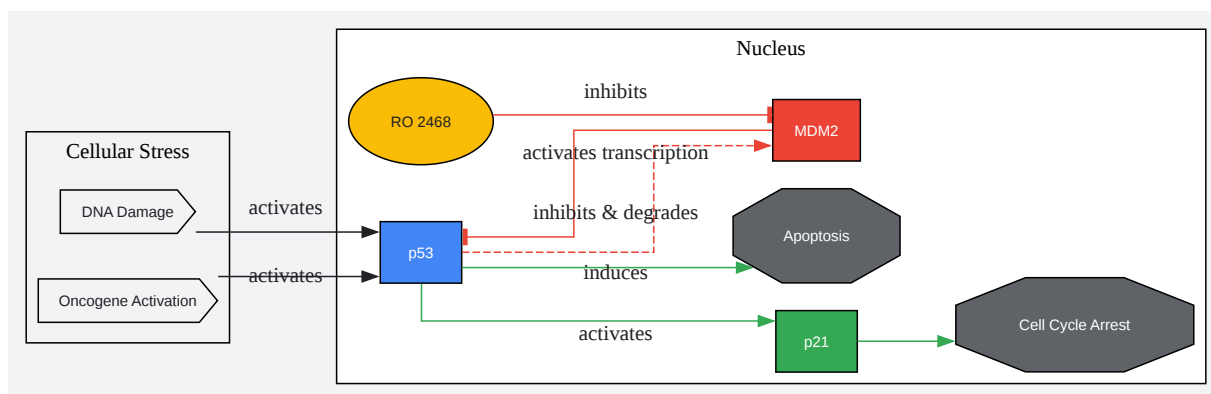 Nucleus
inhibits
RO 2468
MDM2
Cellular Stress
activates transcription
DNA Damage
activates
inhibits & degrades
Apoptosis
p53
induces
activates
Oncogene Activation
activates
p21
Cell Cycle Arrest